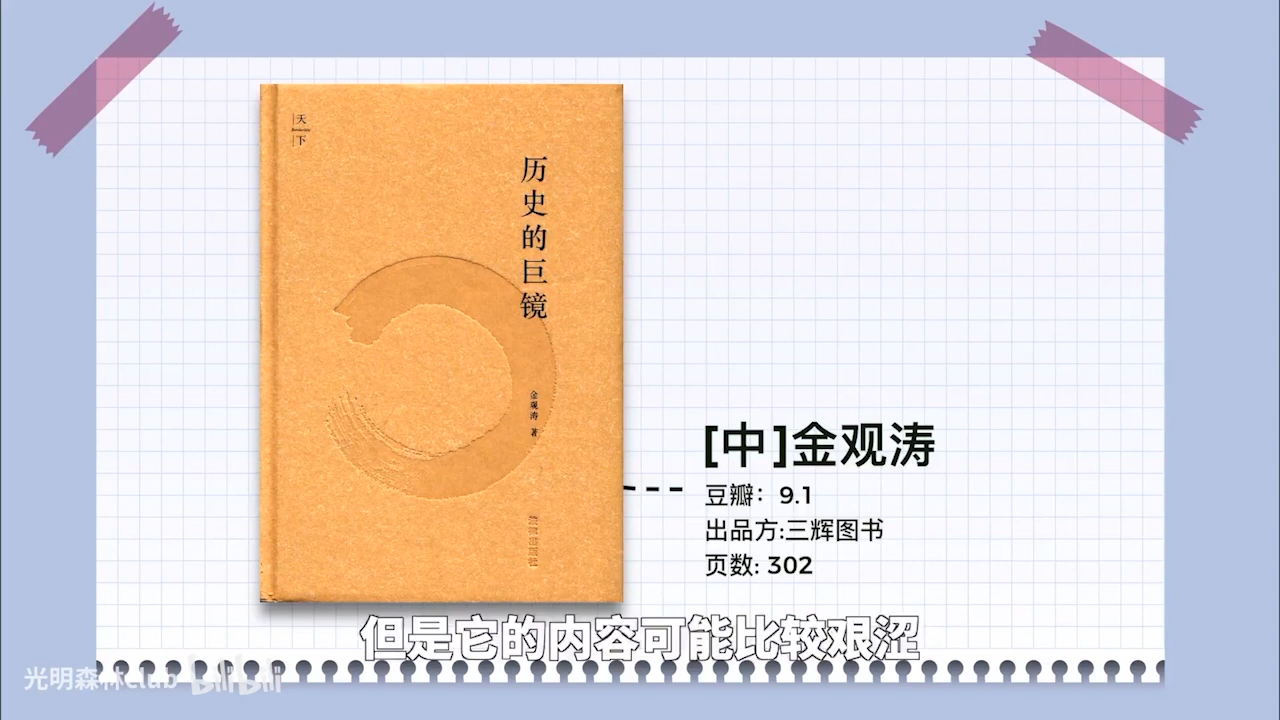 天
下
历史的巨镜
金观涛 著
[中]金观涛
豆瓣：9.1
出品方:三辉图书
页数: 302
但是它的内容可能比较艰涩
光明森林club bilibili